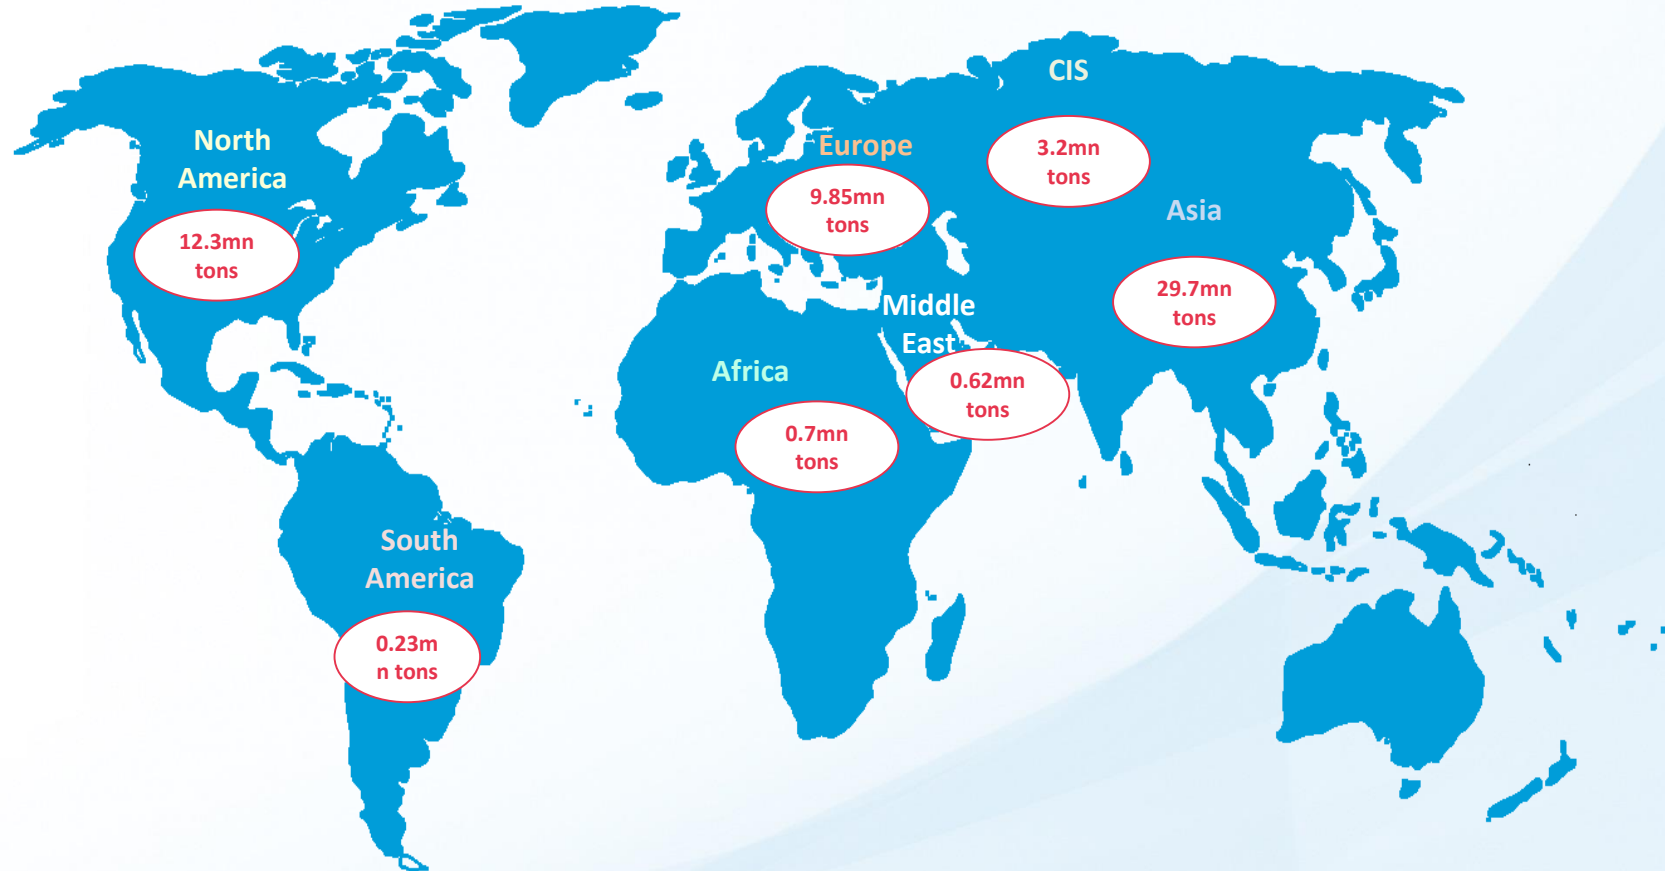 CIS
North
America
Europe
3.2mn
tons
9.85mn
tons
Asia
12.3mn
tons
29.7mn
tons
Middle
East
Africa
0.62mn
tons
0.7mn
tons
South
America
0.23m
n tons